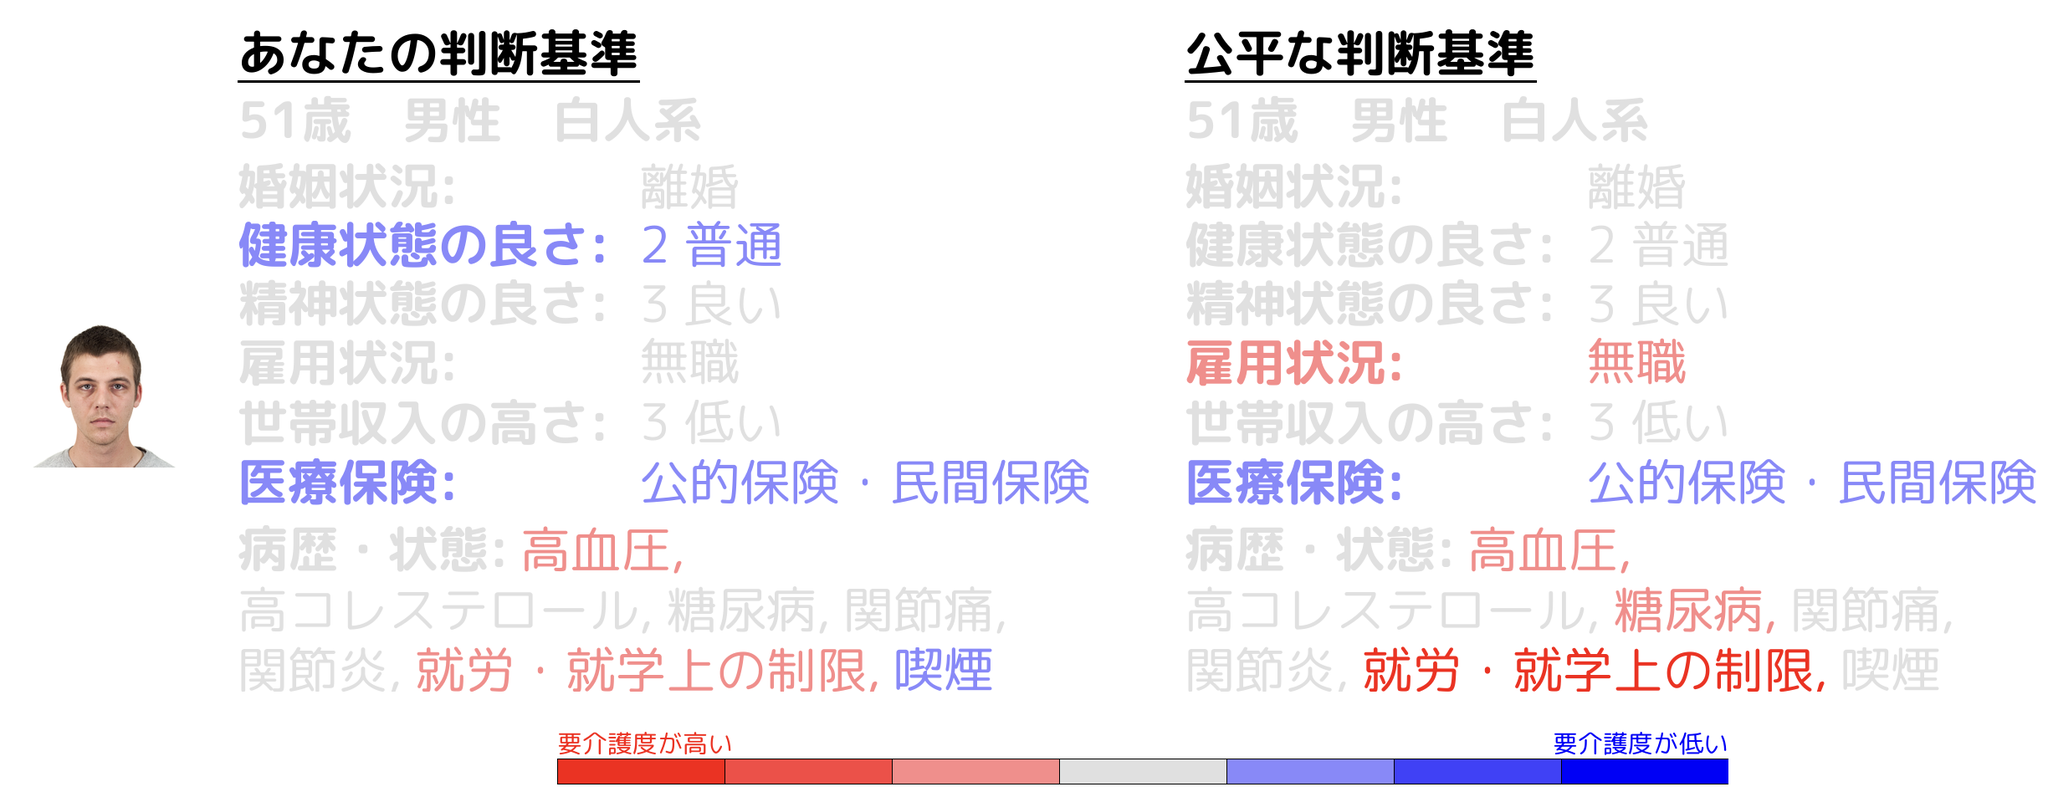 あなたの判断基準
51歳 男性 白人系
婚姻状況: 離婚
健康状態の良さ: 2 普通
精神状態の良さ: 3 良い
雇用状況: 無職
世帯収入の高さ: 3 低い
医療保険: 公的保険・民間保険
病歴・状態: 高血圧,
高コレステロール, 糖尿病, 関節痛,
関節炎, 就労・就学上の制限, 喫煙
公平な判断基準
51歳 男性 白人系
婚姻状況: 離婚
健康状態の良さ: 2 普通
精神状態の良さ: 3 良い
雇用状況: 無職
世帯収入の高さ: 3 低い
医療保険: 公的保険・民間保険
病歴・状態: 高血圧,
高コレステロール, 糖尿病, 関節痛,
関節炎, 就労・就学上の制限, 喫煙
要介護度が高い
要介護度が低い